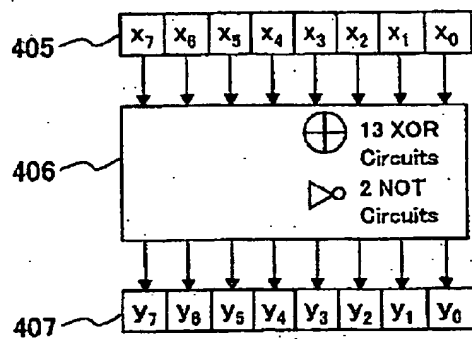 405 x₇ x₆ x₅ x₄ x₃ x₂ x₁ x₀
13 XOR
Circuits
406
2 NOT
Circuits
407 y₇ y₆ y₅ y₄ y₃ y₂ y₁ y₀